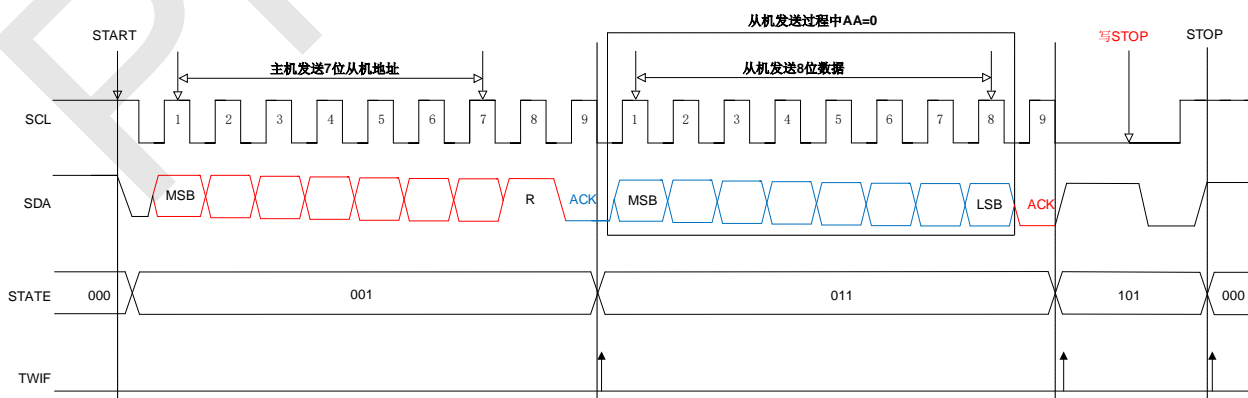 从机发送过程中AA=0
START
写STOP
STOP
主机发送7位从机地址
从机发送8位数据
SCL
1 2 3 4 5 6 7 8 9 1 2 3 4 5 6 7 8 9
SDA
MSB R ACK MSB LSB ACK
STATE 000 001 011 101 000
TWIF